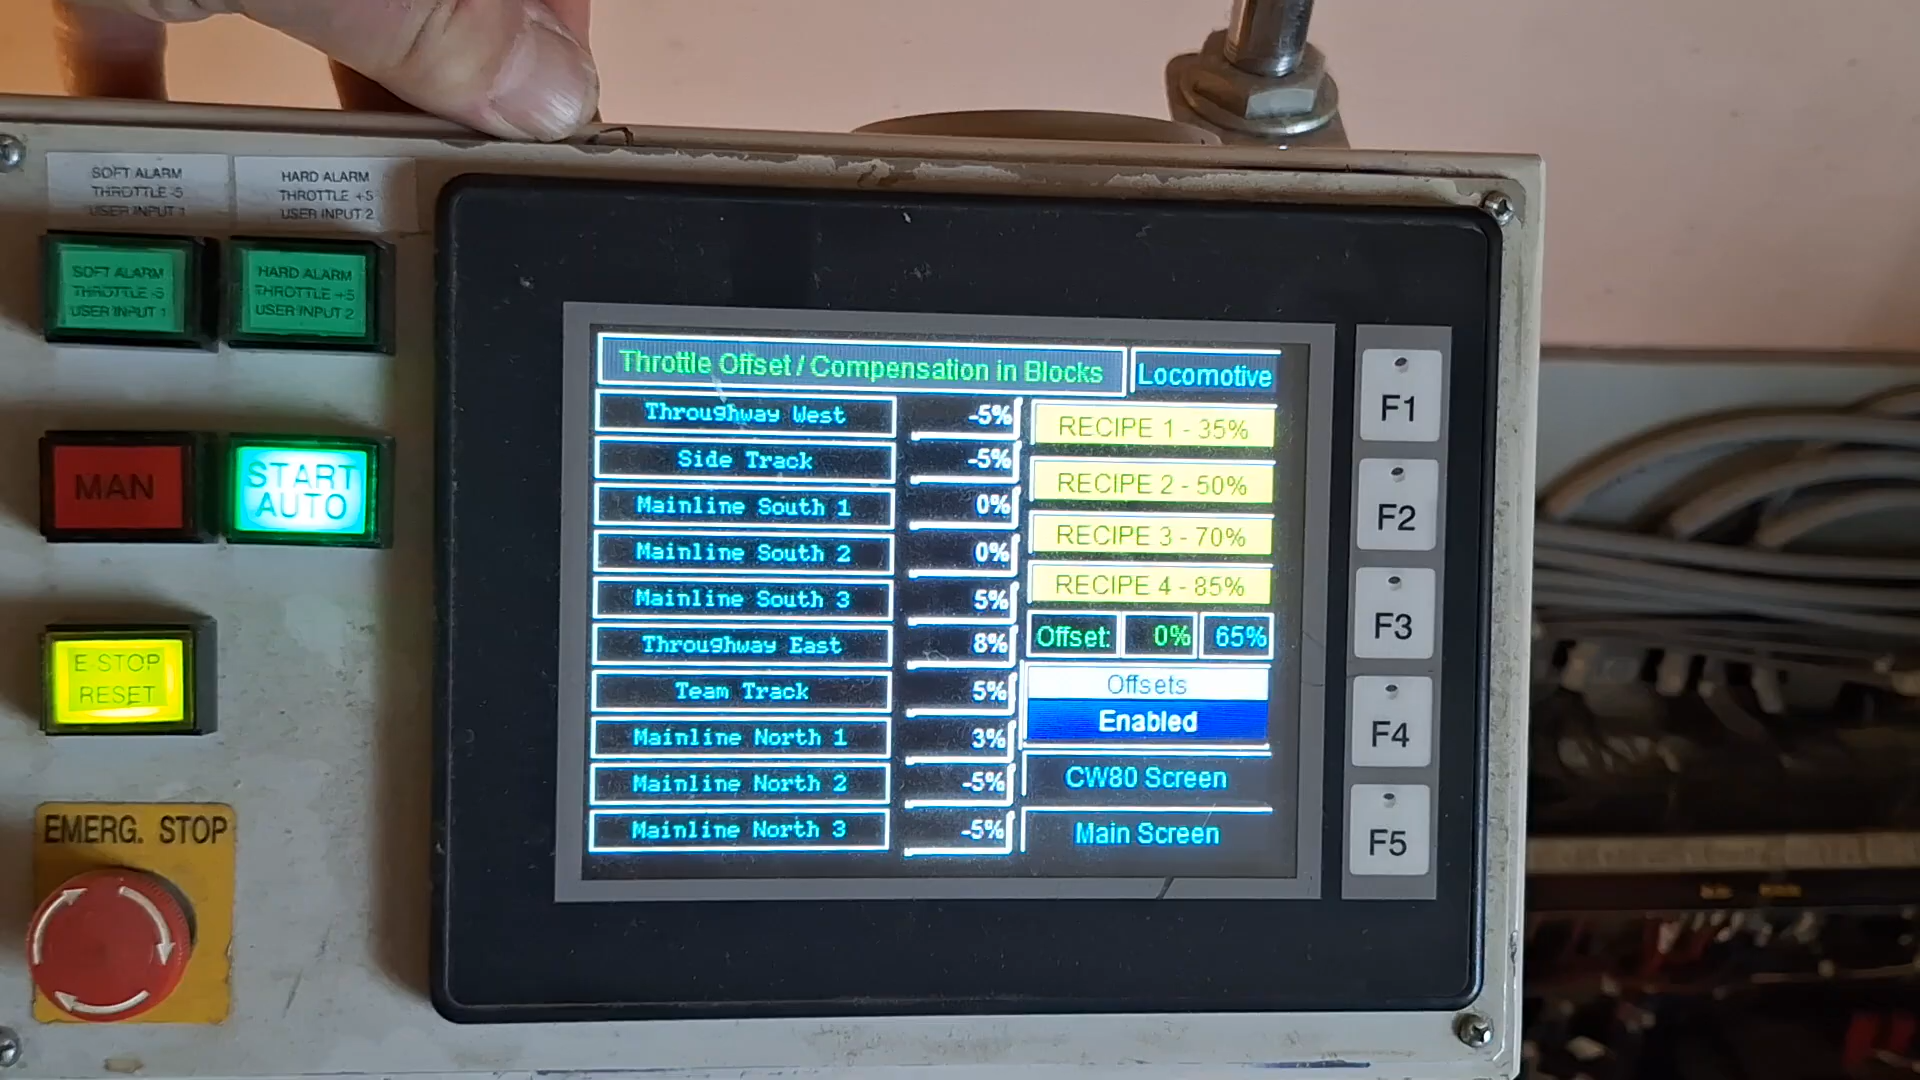 SOFT ALARM
THROTTLE -5
USER INPUT 1
HARD ALARM
THROTTLE +5
USER INPUT 2
SOFT ALARM
THROTTLE -5
USER INPUT 1
HARD ALARM
THROTTLE +5
USER INPUT 2
MAN
START
AUTO
E STOP
RESET
EMERG. STOP
Throttle Offset / Compensation in Blocks
Locomotive
Throughway West -5%
Side Track -5%
Mainline South 1 0%
Mainline South 2 0%
Mainline South 3 5%
Throughway East 8%
Team Track 5%
Mainline North 1 3%
Mainline North 2 -5%
Mainline North 3 -5%
RECIPE 1 - 35%
RECIPE 2 - 50%
RECIPE 3 - 70%
RECIPE 4 - 85%
Offset: 0% 65%
Offsets
Enabled
CW80 Screen
Main Screen
F1
F2
F3
F4
F5